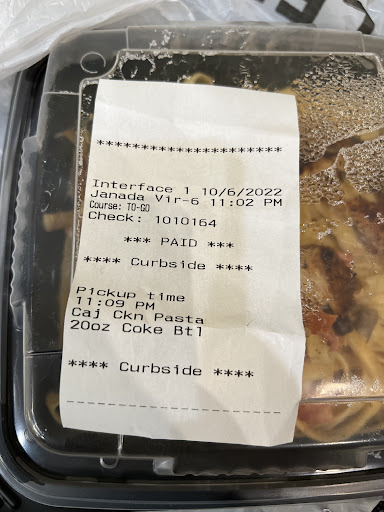 ********************
Interface 1 10/6/2022
Janada Vir-6 11:02 PM
Course: TO-GO
Check: 1010164
*** PAID ***
**** Curbside ****
Pickup time
11:09 PM
Caj Ckn Pasta
20oz Coke Btl
**** Curbside ****
--------------------